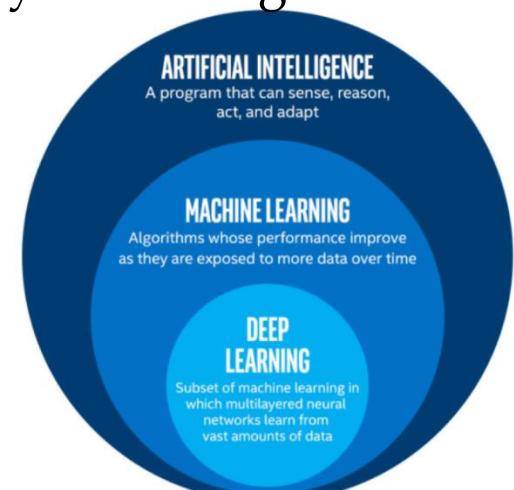 ARTIFICIAL INTELLIGENCE
A program that can sense, reason,
act, and adapt
MACHINE LEARNING
Algorithms whose performance improve
as they are exposed to more data over time
DEEP
LEARNING
Subset of machine learning in
which multilayered neural
networks learn from
vast amounts of data